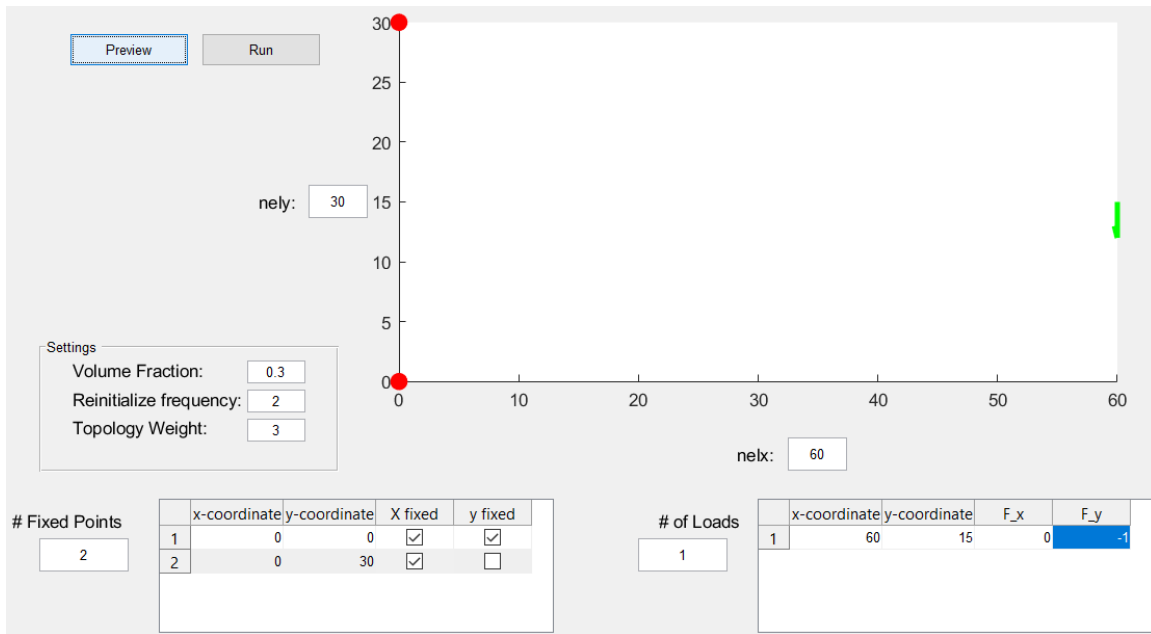 Preview Run
30
25
20
nely: 30 15
10
5
0
0 10 20 30 40 50 60
nelx: 60
Settings
Volume Fraction: 0.3
Reinitialize frequency: 2
Topology Weight: 3
# Fixed Points
2
x-coordinate y-coordinate X fixed y fixed
1 0 0
2 0 30
# of Loads
1
x-coordinate y-coordinate F_x F_y
1 60 15 0 -1